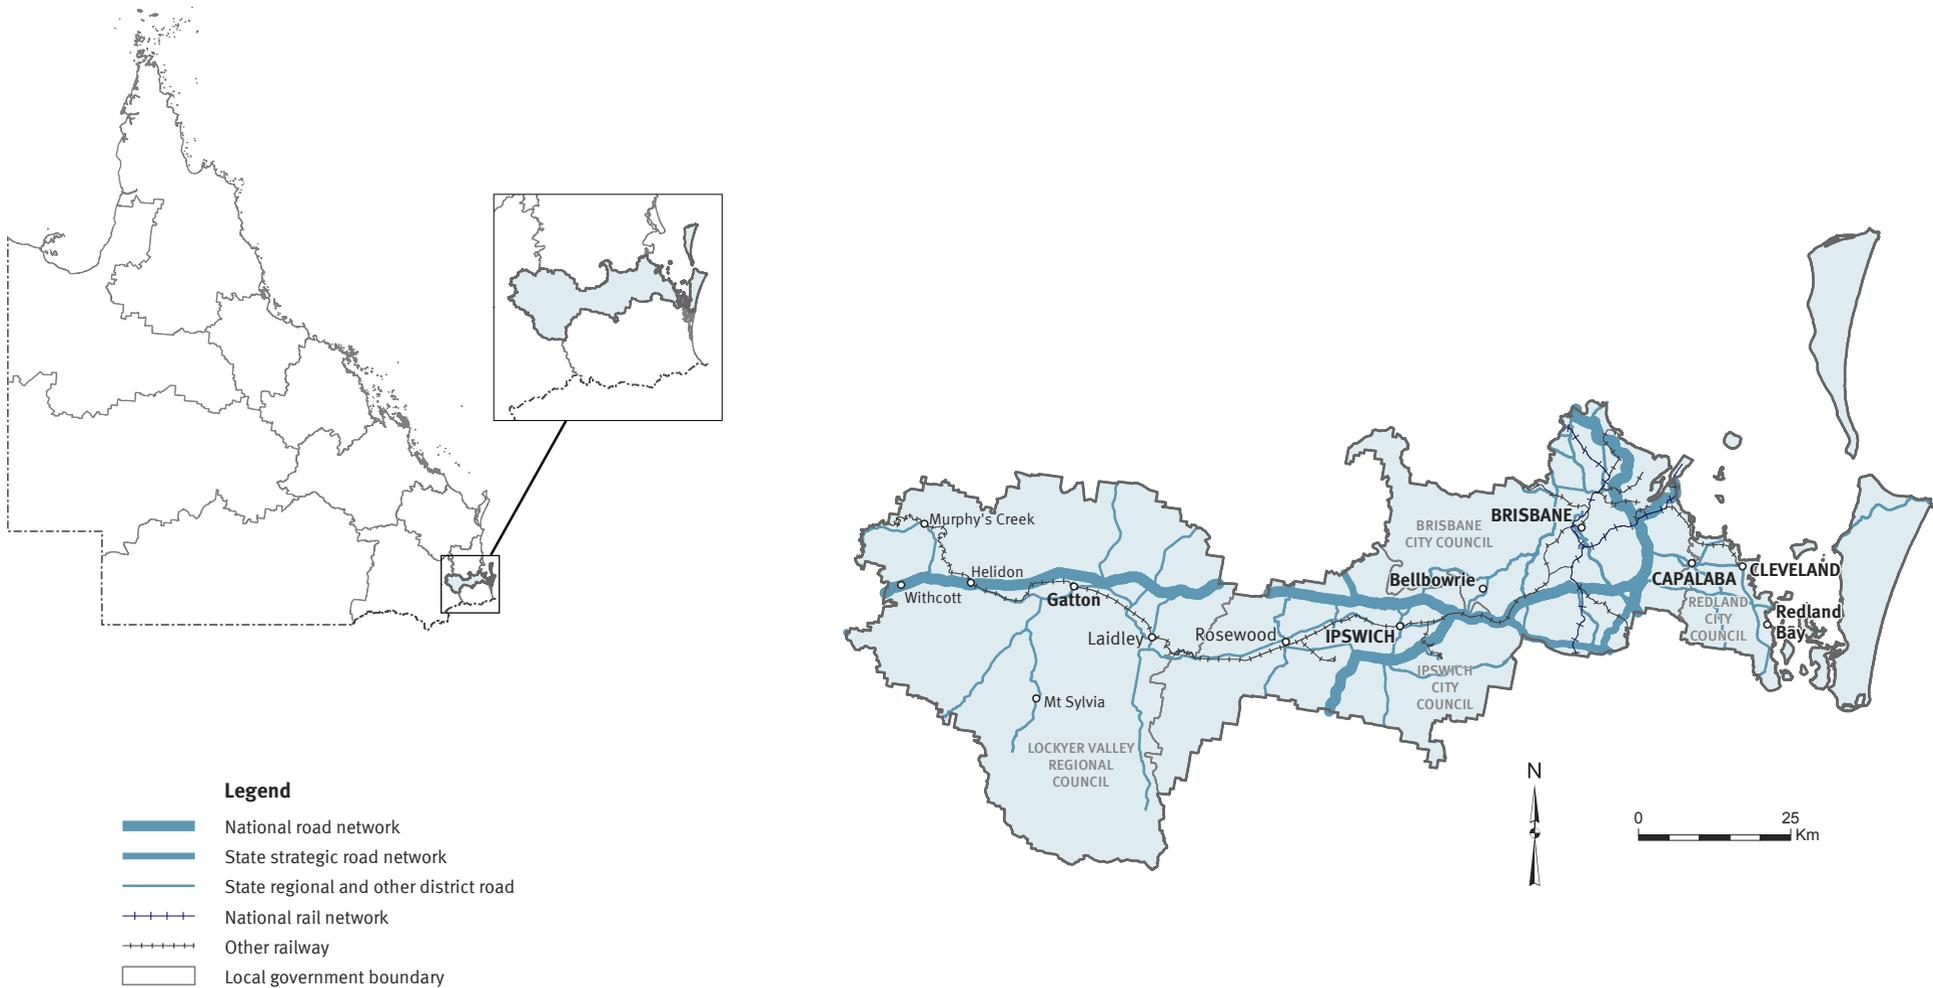 Murphy's Creek
Helidon
Withcott
Gatton
Laidley
Rosewood
IPSWICH
Mt Sylvia
LOCKYER VALLEY
REGIONAL
COUNCIL
BRISBANE
CITY COUNCIL
BRISBANE
Bellbowrie
IPSWICH
CITY
COUNCIL
CAPALABA
CLEVELAND
REDLAND
CITY
COUNCIL
Redland
Bay
N
0 25
Km
Legend
National road network
State strategic road network
State regional and other district road
National rail network
Other railway
Local government boundary